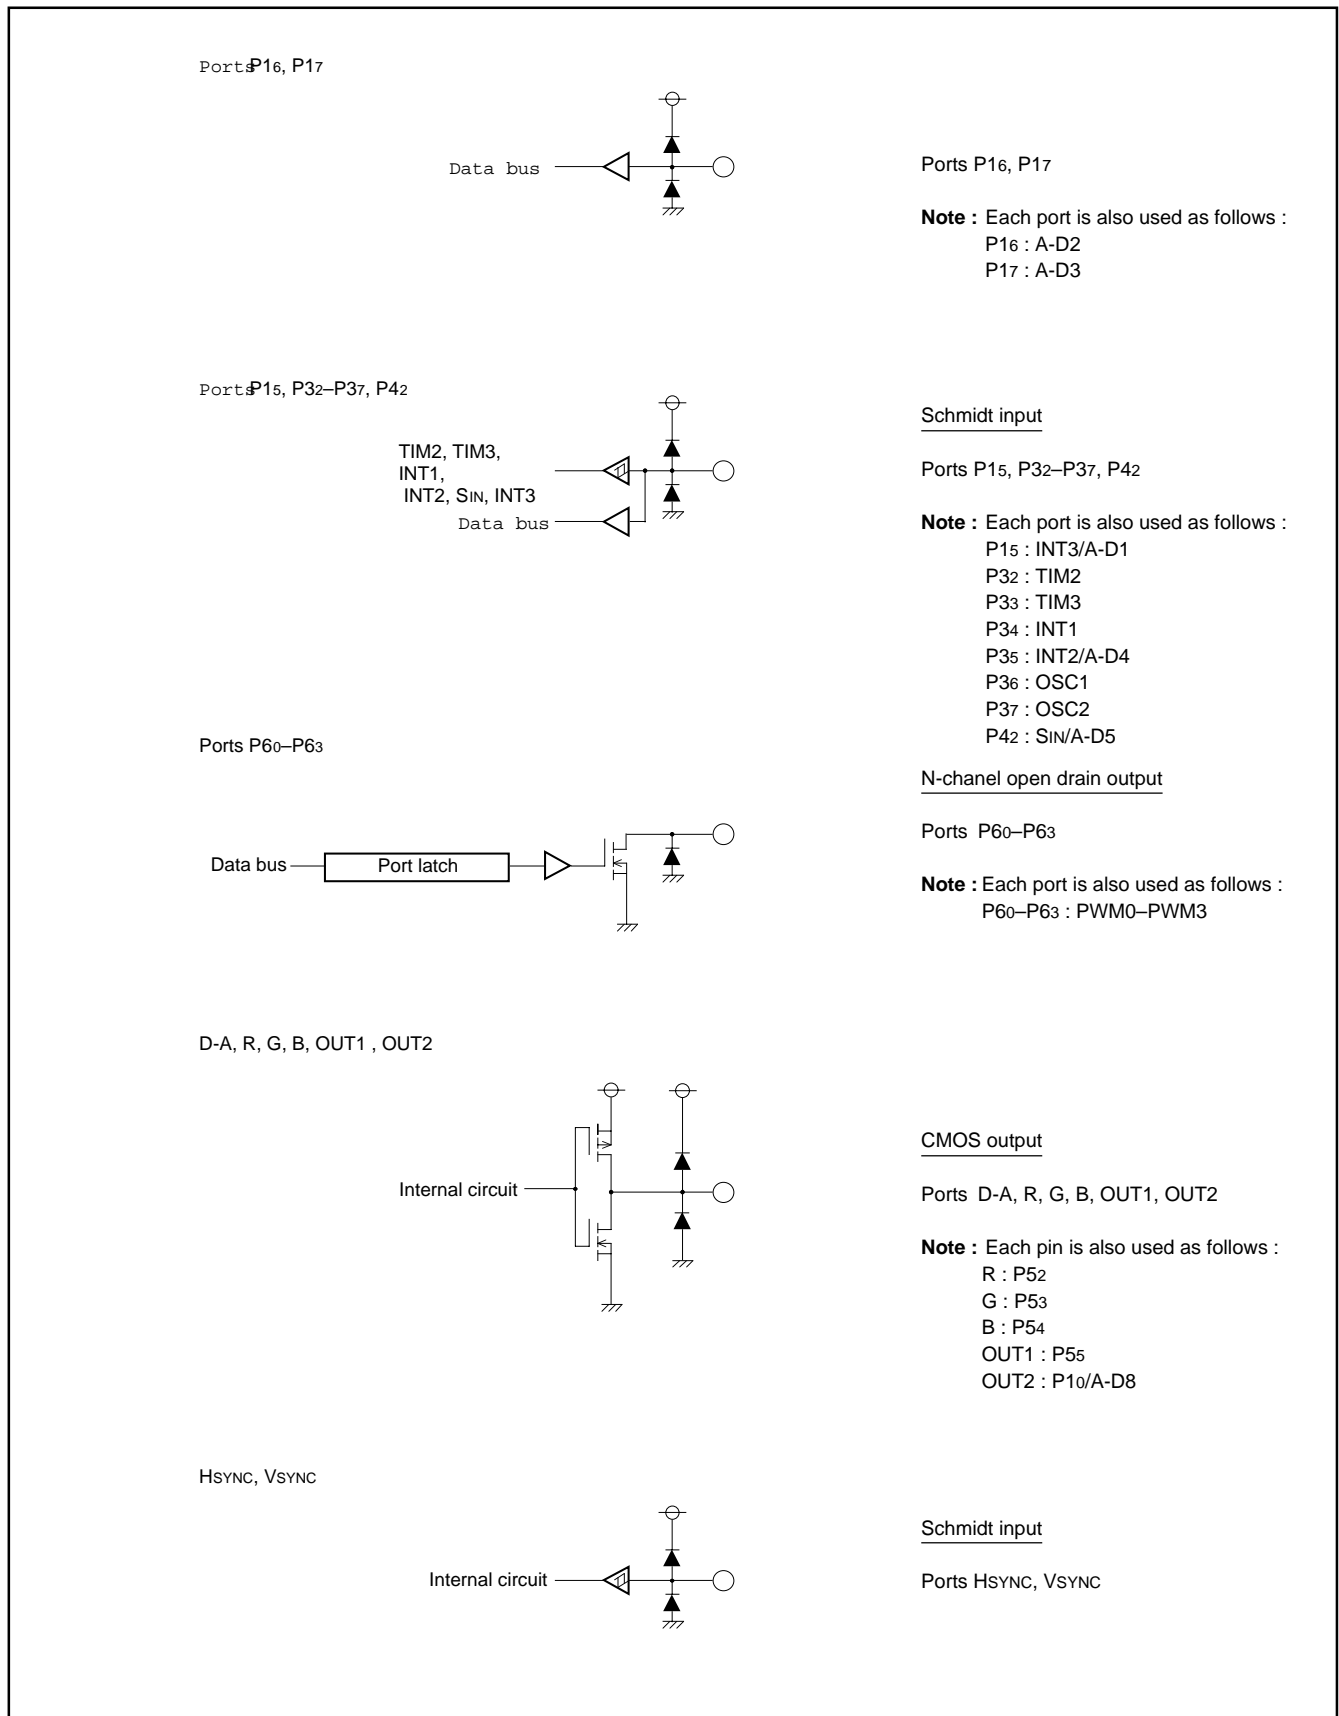 Ports P16, P17
Data bus
Ports P16, P17
Note : Each port is also used as follows :
P16 : A-D2
P17 : A-D3
Ports P15, P32–P37, P42
TIM2, TIM3,
INT1,
INT2, SIN, INT3
Data bus
Schmidt input
Ports P15, P32–P37, P42
Note : Each port is also used as follows :
P15 : INT3/A-D1
P32 : TIM2
P33 : TIM3
P34 : INT1
P35 : INT2/A-D4
P36 : OSC1
P37 : OSC2
P42 : SIN/A-D5
Ports P60–P63
Data bus
Port latch
N-chanel open drain output
Ports P60–P63
Note : Each port is also used as follows :
P60–P63 : PWM0–PWM3
D-A, R, G, B, OUT1 , OUT2
Internal circuit
CMOS output
Ports D-A, R, G, B, OUT1, OUT2
Note : Each pin is also used as follows :
R : P52
G : P53
B : P54
OUT1 : P55
OUT2 : P10/A-D8
HSYNC, VSYNC
Internal circuit
Schmidt input
Ports HSYNC, VSYNC